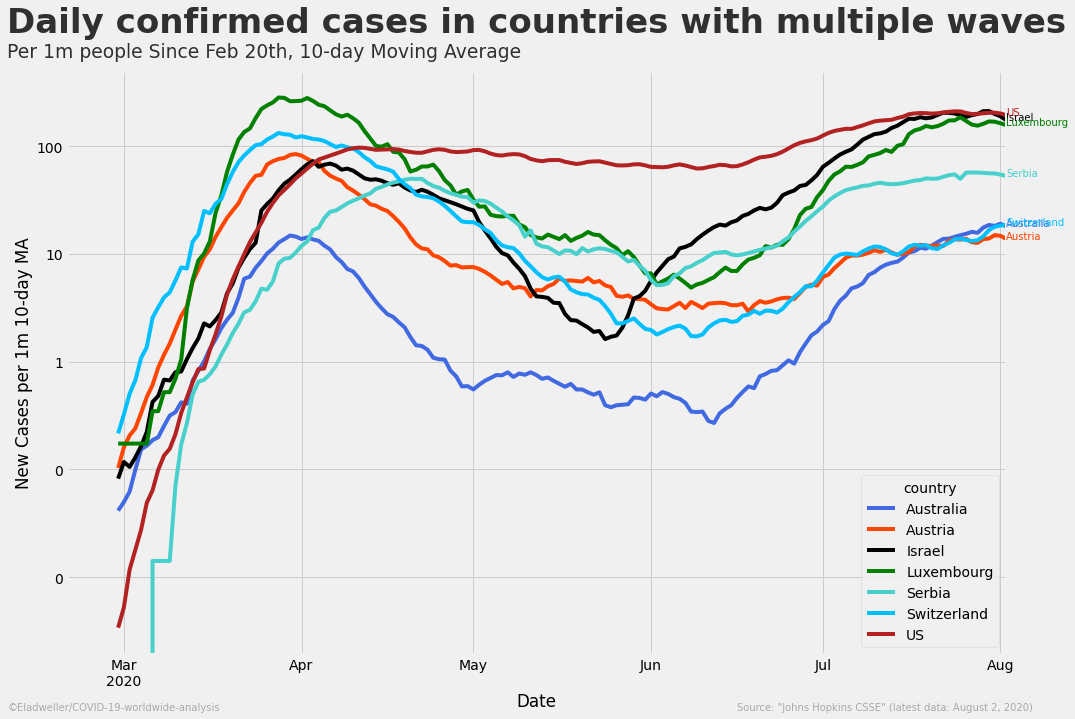 Daily confirmed cases in countries with multiple waves
Per 1m people Since Feb 20th, 10-day Moving Average
New Cases per 1m 10-day MA
100
10
1
0
0
US
Israel
Luxembourg
Serbia
Switzerland
Australia
Austria
country
Australia
Austria
Israel
Luxembourg
Serbia
Switzerland
US
Mar
2020
Apr
May
Jun
Jul
Aug
Date
©Eladweller/COVID-19-worldwide-analysis
Source: "Johns Hopkins CSSE" (latest data: August 2, 2020)